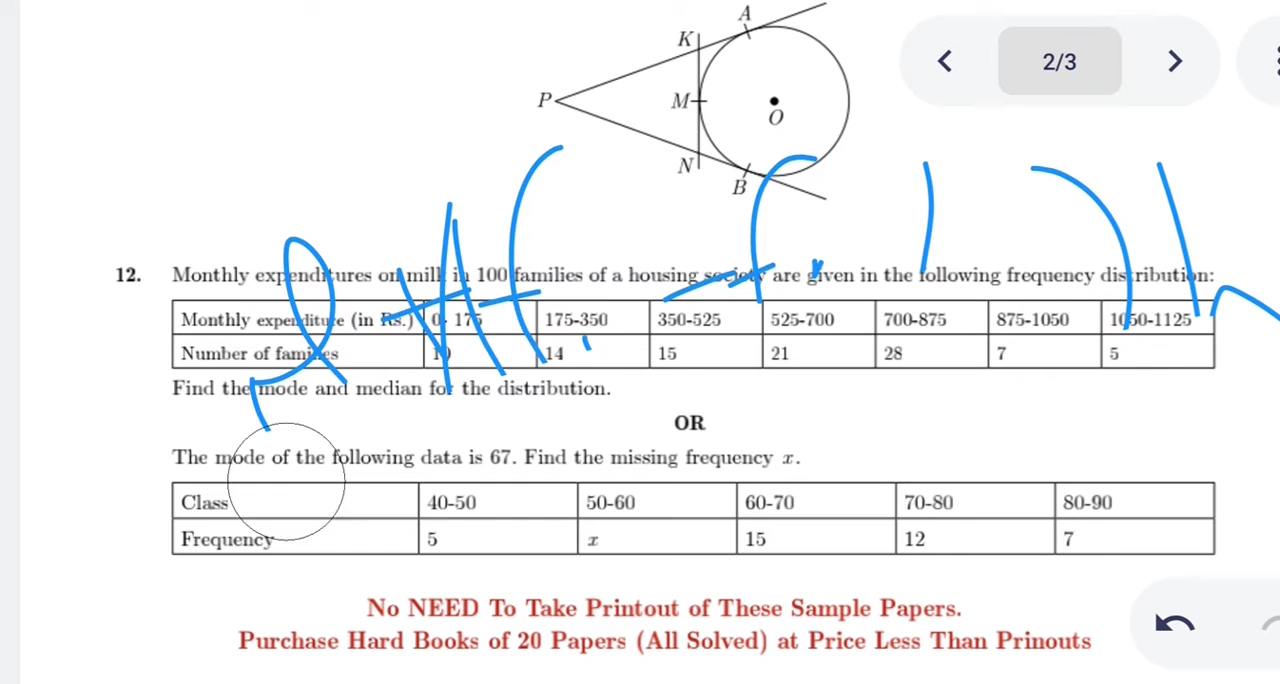 A
K
2/3
P
M
O
N
B
12. Monthly expenditures on milk in 100 families of a housing society are given in the following frequency distribution:
Monthly expenditure (in Rs.) 0- 175 175-350 350-525 525-700 700-875 875-1050 1050-1125
Number of families 10 14 15 21 28 7 5
Find the mode and median for the distribution.
OR
The mode of the following data is 67. Find the missing frequency x.
Class 40-50 50-60 60-70 70-80 80-90
Frequency 5 x 15 12 7
No NEED To Take Printout of These Sample Papers.
Purchase Hard Books of 20 Papers (All Solved) at Price Less Than Prinouts